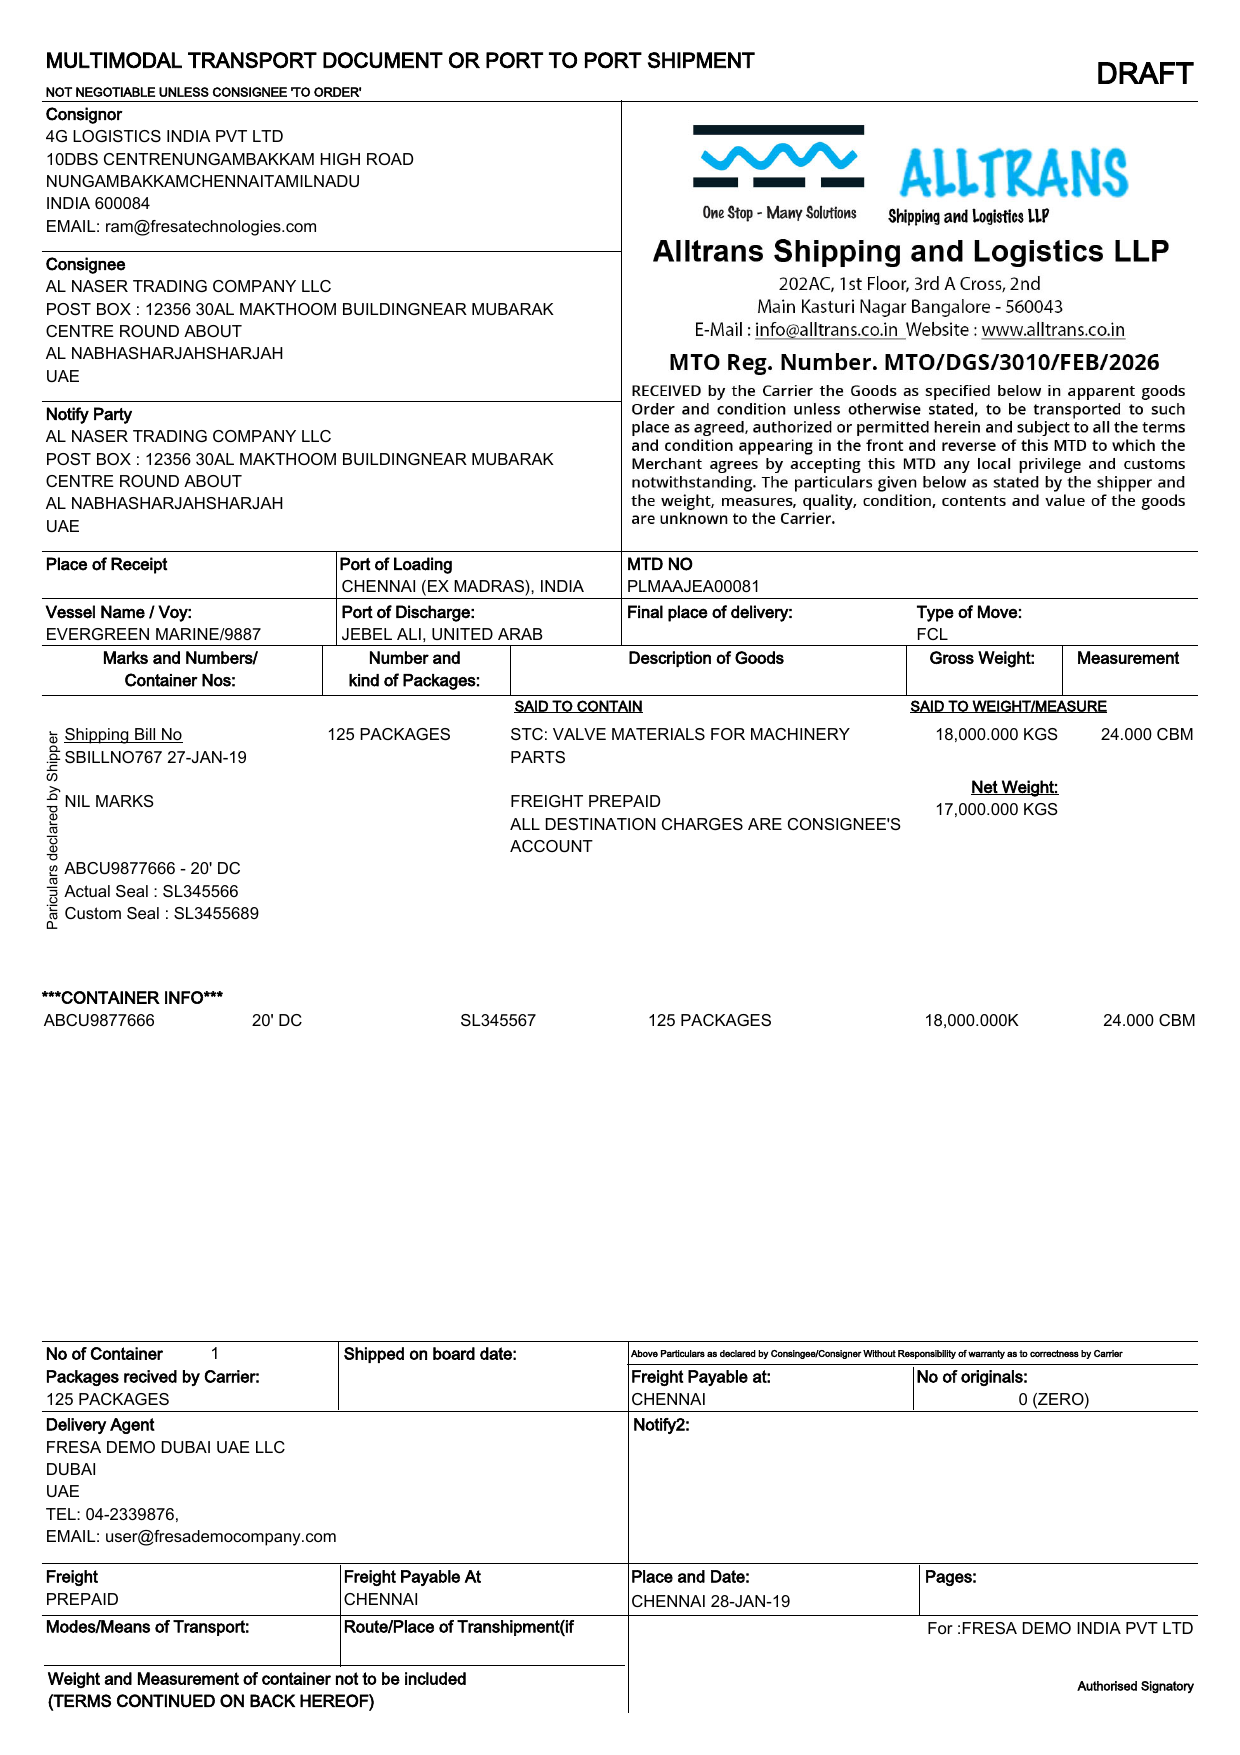 MULTIMODAL TRANSPORT DOCUMENT OR PORT TO PORT SHIPMENT
DRAFT
NOT NEGOTIABLE UNLESS CONSIGNEE 'TO ORDER'
Consignor
4G LOGISTICS INDIA PVT LTD
10DBS CENTRENUNGAMBAKKAM HIGH ROAD
NUNGAMBAKKAMCHENNAITAMILNADU
INDIA 600084
EMAIL: ram@fresatechnologies.com
Consignee
AL NASER TRADING COMPANY LLC
POST BOX : 12356 30AL MAKTHOOM BUILDINGNEAR MUBARAK
CENTRE ROUND ABOUT
AL NABHASHARJAHSHARJAH
UAE
Notify Party
AL NASER TRADING COMPANY LLC
POST BOX : 12356 30AL MAKTHOOM BUILDINGNEAR MUBARAK
CENTRE ROUND ABOUT
AL NABHASHARJAHSHARJAH
UAE
ALLTRANS
One Stop - Many Solutions
Shipping and Logistics LLP
Alltrans Shipping and Logistics LLP
202AC, 1st Floor, 3rd A Cross, 2nd
Main Kasturi Nagar Bangalore - 560043
E-Mail : info@alltrans.co.in Website : www.alltrans.co.in
MTO Reg. Number. MTO/DGS/3010/FEB/2026
RECEIVED by the Carrier the Goods as specified below in apparent goods
Order and condition unless otherwise stated, to be transported to such
place as agreed, authorized or permitted herein and subject to all the terms
and condition appearing in the front and reverse of this MTD to which the
Merchant agrees by accepting this MTD any local privilege and customs
notwithstanding. The particulars given below as stated by the shipper and
the weight, measures, quality, condition, contents and value of the goods
are unknown to the Carrier.
Place of Receipt
Port of Loading
CHENNAI (EX MADRAS), INDIA
MTD NO
PLMAAJEA00081
Vessel Name / Voy:
EVERGREEN MARINE/9887
Port of Discharge:
JEBEL ALI, UNITED ARAB
Final place of delivery:
Type of Move:
FCL
Marks and Numbers/
Container Nos:
Number and
kind of Packages:
Description of Goods
Gross Weight:
Measurement
SAID TO CONTAIN
SAID TO WEIGHT/MEASURE
Pariculars declared by Shipper
Shipping Bill No
SBILLNO767 27-JAN-19
NIL MARKS
ABCU9877666 - 20' DC
Actual Seal : SL345566
Custom Seal : SL3455689
125 PACKAGES
STC: VALVE MATERIALS FOR MACHINERY
PARTS
FREIGHT PREPAID
ALL DESTINATION CHARGES ARE CONSIGNEE'S
ACCOUNT
18,000.000 KGS
Net Weight:
17,000.000 KGS
24.000 CBM
***CONTAINER INFO***
ABCU9877666 20' DC SL345567 125 PACKAGES 18,000.000K 24.000 CBM
No of Container 1
Packages recived by Carrier:
125 PACKAGES
Shipped on board date:
Above Particulars as declared by Consingee/Consigner Without Responsibility of warranty as to correctness by Carrier
Freight Payable at:
CHENNAI
No of originals:
0 (ZERO)
Delivery Agent
FRESA DEMO DUBAI UAE LLC
DUBAI
UAE
TEL: 04-2339876,
EMAIL: user@fresademocompany.com
Notify2:
Freight
PREPAID
Freight Payable At
CHENNAI
Place and Date:
CHENNAI 28-JAN-19
Pages:
Modes/Means of Transport:
Route/Place of Transhipment(if
For :FRESA DEMO INDIA PVT LTD
Weight and Measurement of container not to be included
(TERMS CONTINUED ON BACK HEREOF)
Authorised Signatory